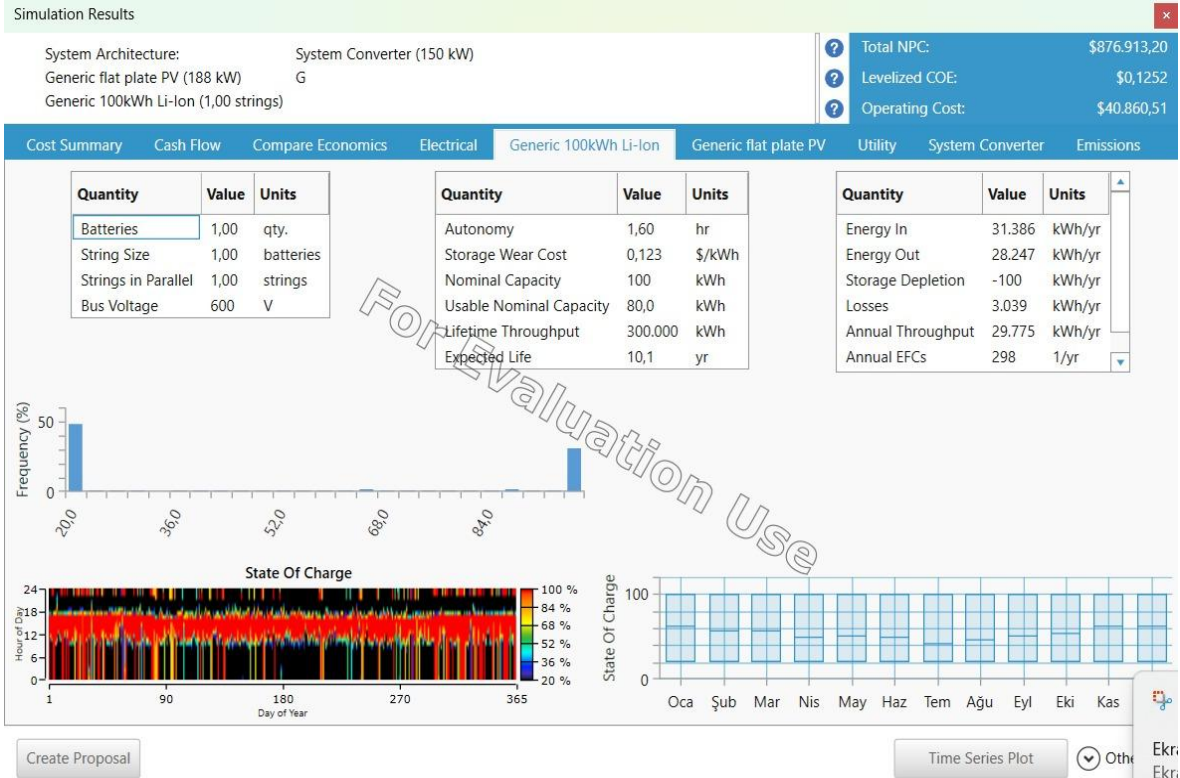 Simulation Results
System Architecture: System Converter (150 kW)
Generic flat plate PV (188 kW) G
Generic 100kWh Li-Ion (1,00 strings)
Total NPC: $876.913,20
Levelized COE: $0,1252
Operating Cost: $40.860,51
Cost Summary Cash Flow Compare Economics Electrical Generic 100kWh Li-Ion Generic flat plate PV Utility System Converter Emissions
Quantity Value Units
Batteries 1,00 qty.
String Size 1,00 batteries
Strings in Parallel 1,00 strings
Bus Voltage 600 V
Quantity Value Units
Autonomy 1,60 hr
Storage Wear Cost 0,123 $/kWh
Nominal Capacity 100 kWh
Usable Nominal Capacity 80,0 kWh
Lifetime Throughput 300.000 kWh
Expected Life 10,1 yr
Quantity Value Units
Energy In 31.386 kWh/yr
Energy Out 28.247 kWh/yr
Storage Depletion -100 kWh/yr
Losses 3.039 kWh/yr
Annual Throughput 29.775 kWh/yr
Annual EFCs 298 1/yr
For Evaluation Use
Frequency (%)
50
0
20,0 36,0 52,0 68,0 84,0
State Of Charge
Hour of Day
24
18
12
6
0
1 90 180 270 365
Day of Year
100 %
84 %
68 %
52 %
36 %
20 %
State Of Charge
100
0
Oca Şub Mar Nis May Haz Tem Ağu Eyl Eki Kas
Create Proposal
Time Series Plot
Othe
Ekra
Ekra